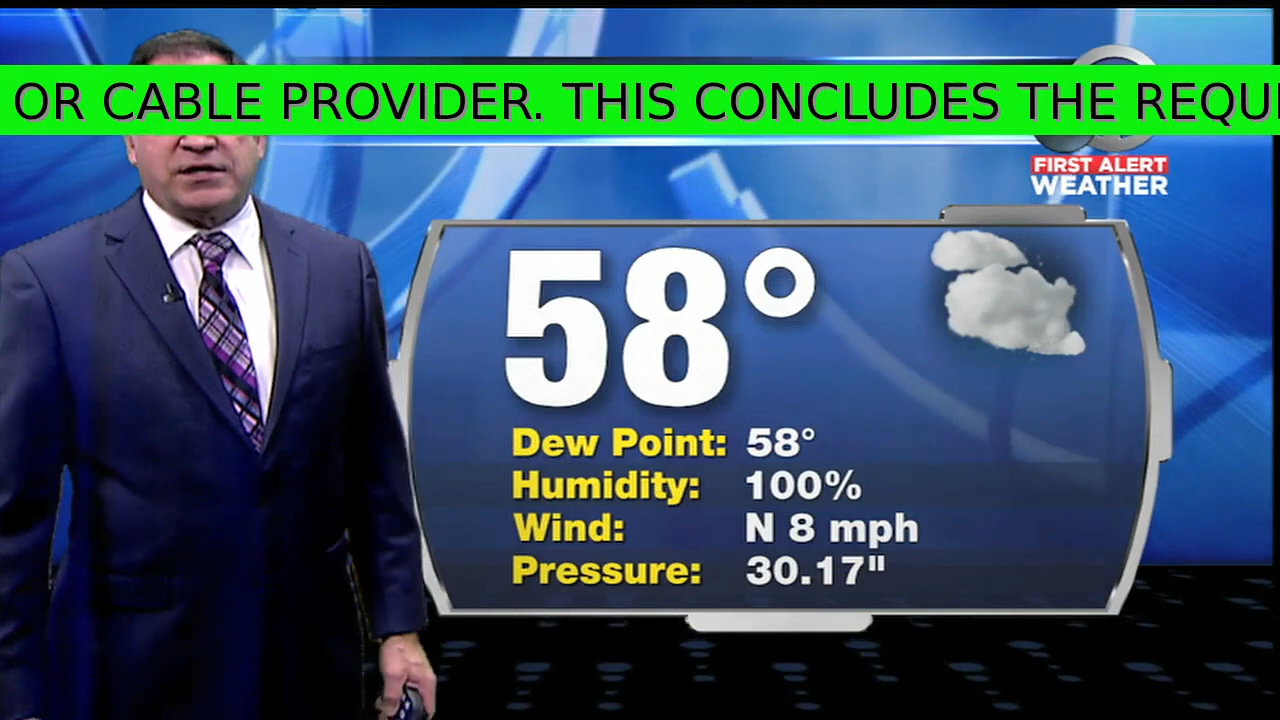 OR CABLE PROVIDER. THIS CONCLUDES THE REQUI
FIRST ALERT
WEATHER
58°
Dew Point: 58°
Humidity: 100%
Wind: N 8 mph
Pressure: 30.17"